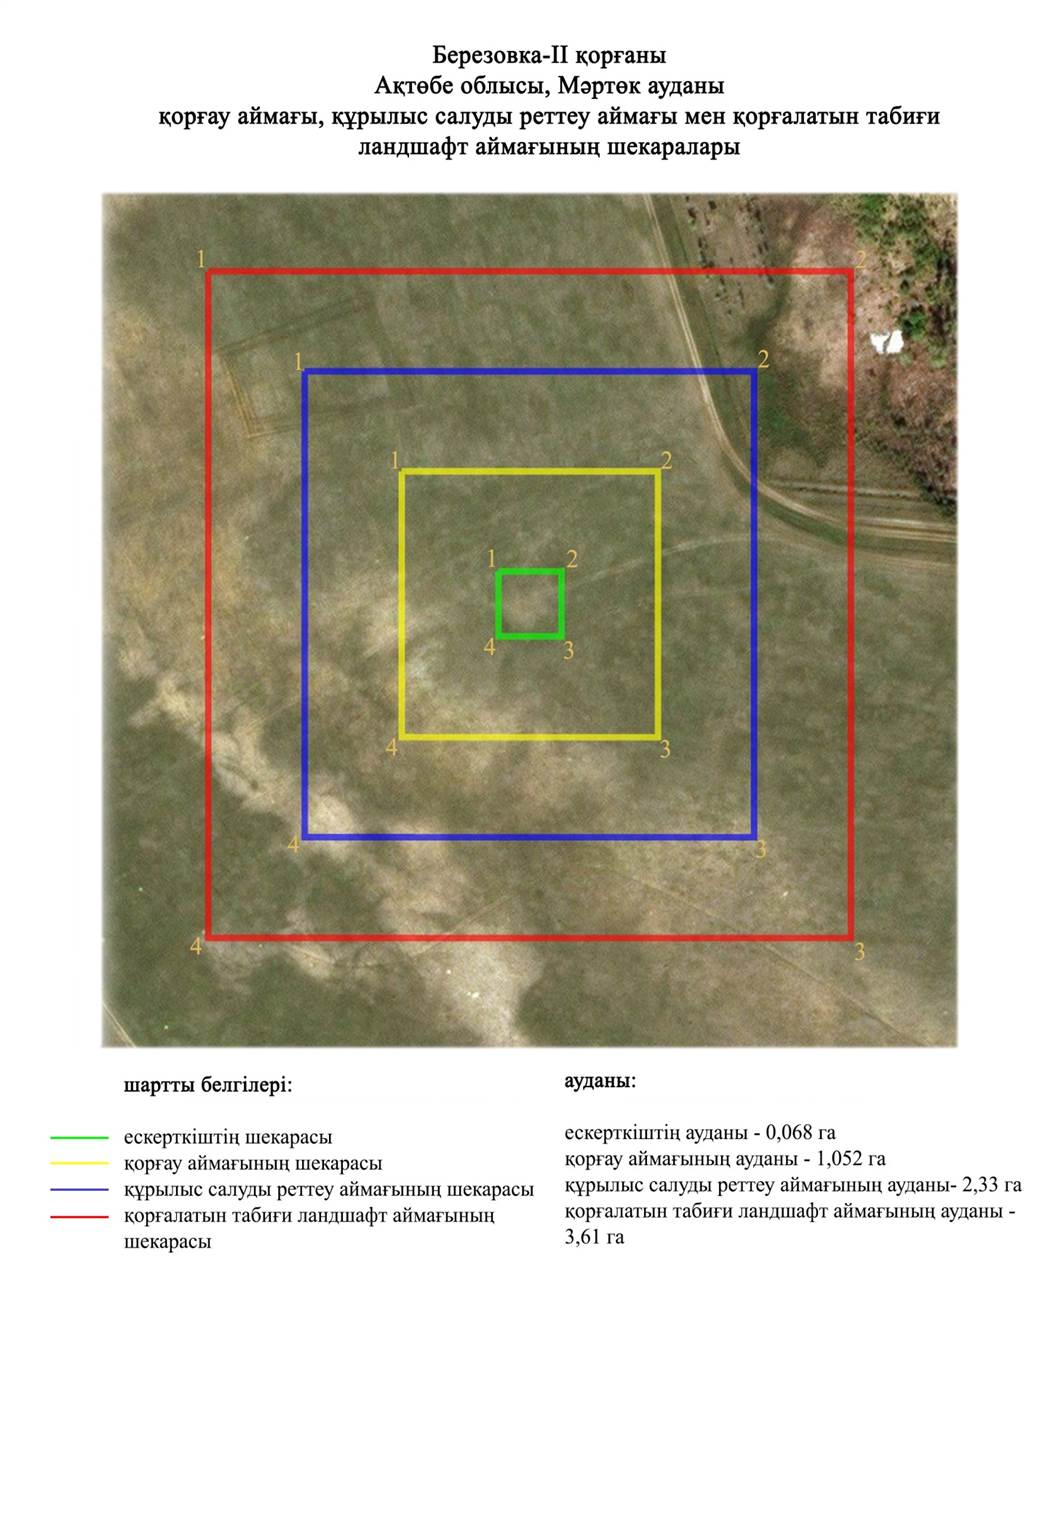 Березовка-II қорғаны
Ақтөбе облысы, Мәртөк ауданы
қорғау аймағы, құрылыс салуды реттеу аймағы мен қорғалатын табиғи
ландшафт аймағының шекаралары
1
2
1
2
1
2
1
2
4
3
4
3
4
3
4
3
шартты белгілері:
ескерткіштің шекарасы
қорғау аймағының шекарасы
құрылыс салуды реттеу аймағының шекарасы
қорғалатын табиғи ландшафт аймағының
шекарасы
ауданы:
ескерткіштің ауданы - 0,068 га
қорғау аймағының ауданы - 1,052 га
құрылыс салуды реттеу аймағының ауданы- 2,33 га
қорғалатын табиғи ландшафт аймағының ауданы -
3,61 га